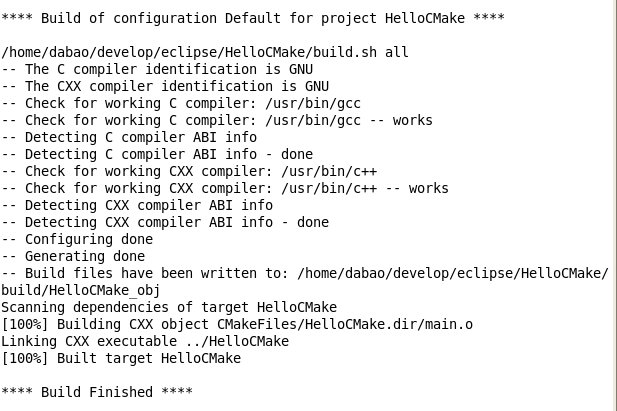 **** Build of configuration Default for project HelloCMake ****
/home/dabao/develop/eclipse/HelloCMake/build.sh all
-- The C compiler identification is GNU
-- The CXX compiler identification is GNU
-- Check for working C compiler: /usr/bin/gcc
-- Check for working C compiler: /usr/bin/gcc -- works
-- Detecting C compiler ABI info
-- Detecting C compiler ABI info - done
-- Check for working CXX compiler: /usr/bin/c++
-- Check for working CXX compiler: /usr/bin/c++ -- works
-- Detecting CXX compiler ABI info
-- Detecting CXX compiler ABI info - done
-- Configuring done
-- Generating done
-- Build files have been written to: /home/dabao/develop/eclipse/HelloCMake/
build/HelloCMake_obj
Scanning dependencies of target HelloCMake
[100%] Building CXX object CMakeFiles/HelloCMake.dir/main.o
Linking CXX executable ../HelloCMake
[100%] Built target HelloCMake
**** Build Finished ****